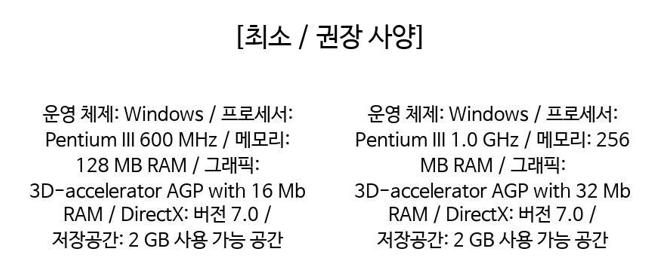 [최소 / 권장 사양]
운영 체제: Windows / 프로세서:
Pentium III 600 MHz / 메모리:
128 MB RAM / 그래픽:
3D-accelerator AGP with 16 Mb
RAM / DirectX: 버전 7.0 /
저장공간: 2 GB 사용 가능 공간
운영 체제: Windows / 프로세서:
Pentium III 1.0 GHz / 메모리: 256
MB RAM / 그래픽:
3D-accelerator AGP with 32 Mb
RAM / DirectX: 버전 7.0 /
저장공간: 2 GB 사용 가능 공간